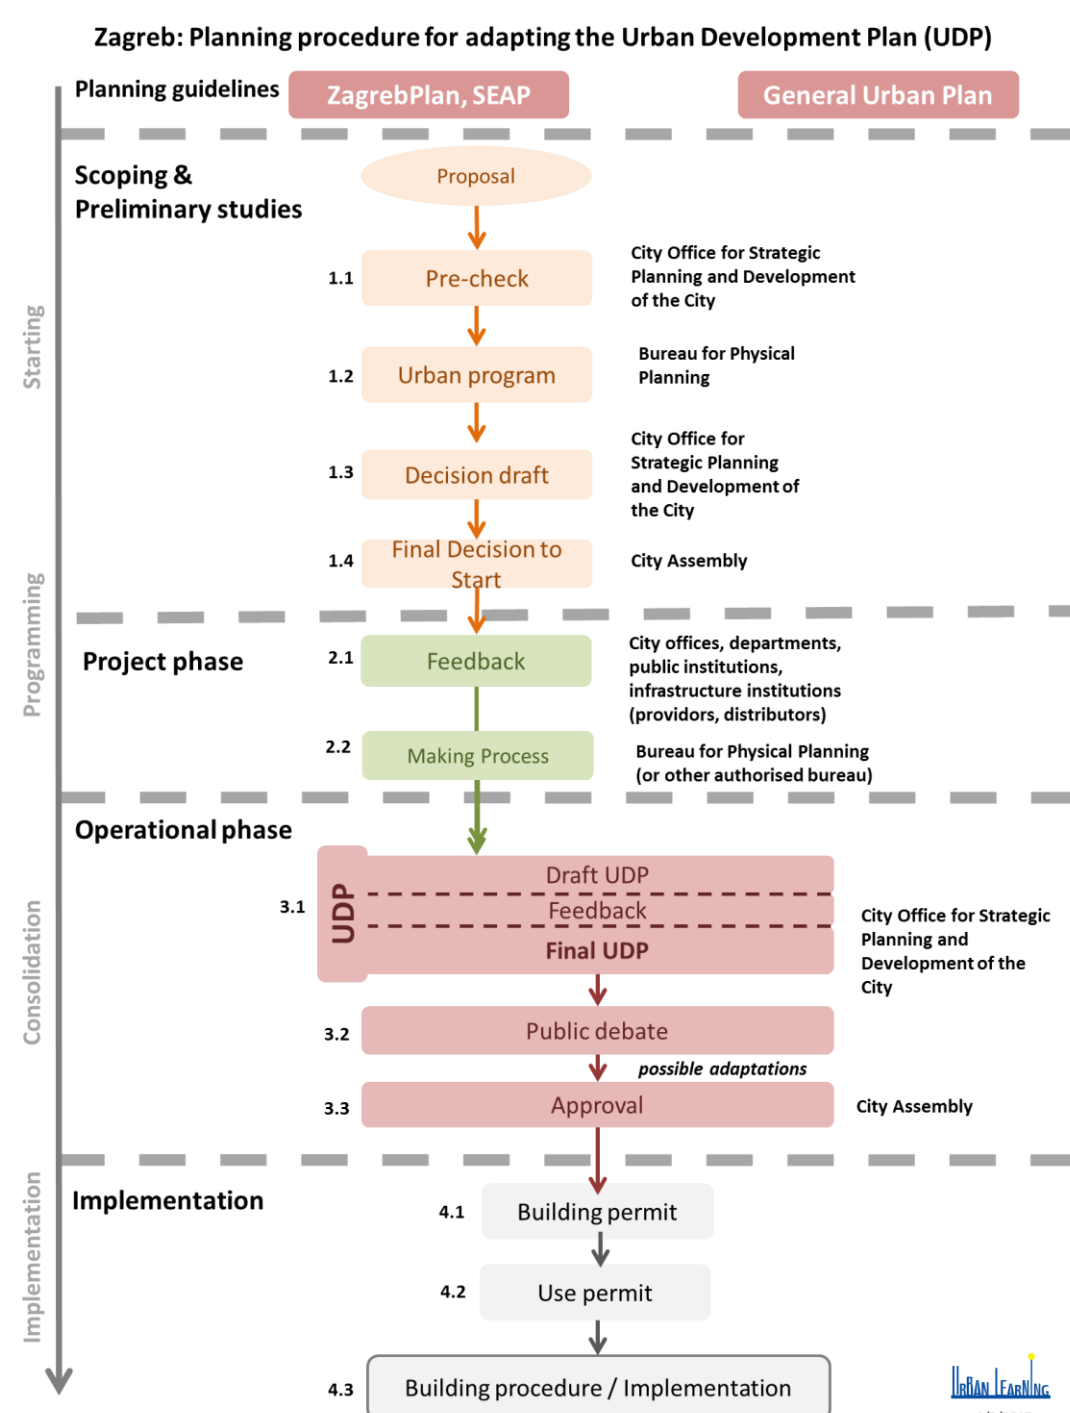 Zagreb: Planning procedure for adapting the Urban Development Plan (UDP)
Planning guidelines
ZagrebPlan, SEAP
General Urban Plan
Scoping &
Preliminary studies
Proposal
Starting
1.1
Pre-check
City Office for Strategic
Planning and Development
of the City
1.2
Urban program
Bureau for Physical
Planning
1.3
Decision draft
City Office for
Strategic Planning
and Development of
the City
1.4
Final Decision to
Start
City Assembly
Programming
Project phase
2.1
Feedback
City offices, departments,
public institutions,
infrastructure institutions
(providors, distributors)
2.2
Making Process
Bureau for Physical Planning
(or other authorised bureau)
Operational phase
Consolidation
3.1
UDP
Draft UDP
Feedback
Final UDP
City Office for Strategic
Planning and
Development of the
City
3.2
Public debate
possible adaptations
3.3
Approval
City Assembly
Implementation
Implementation
4.1
Building permit
4.2
Use permit
4.3
Building procedure / Implementation
URBAN LEARNING